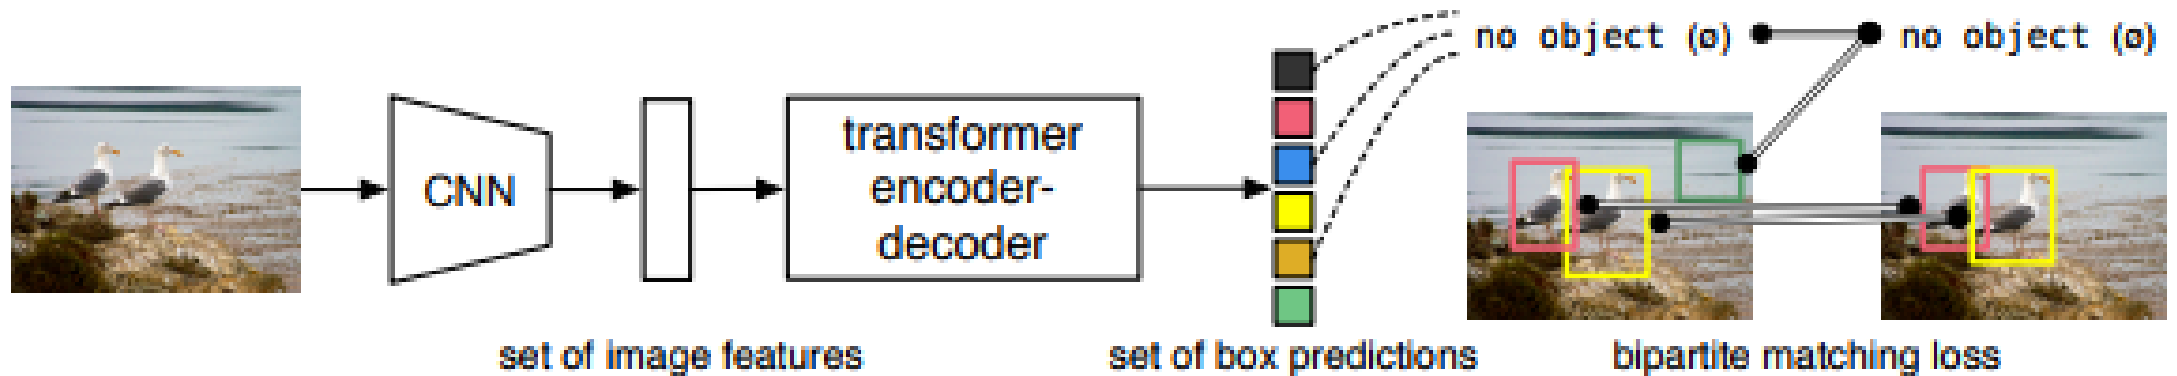 no object (ø)
no object (ø)
CNN
transformer
encoder-
decoder
set of image features
set of box predictions
bipartite matching loss